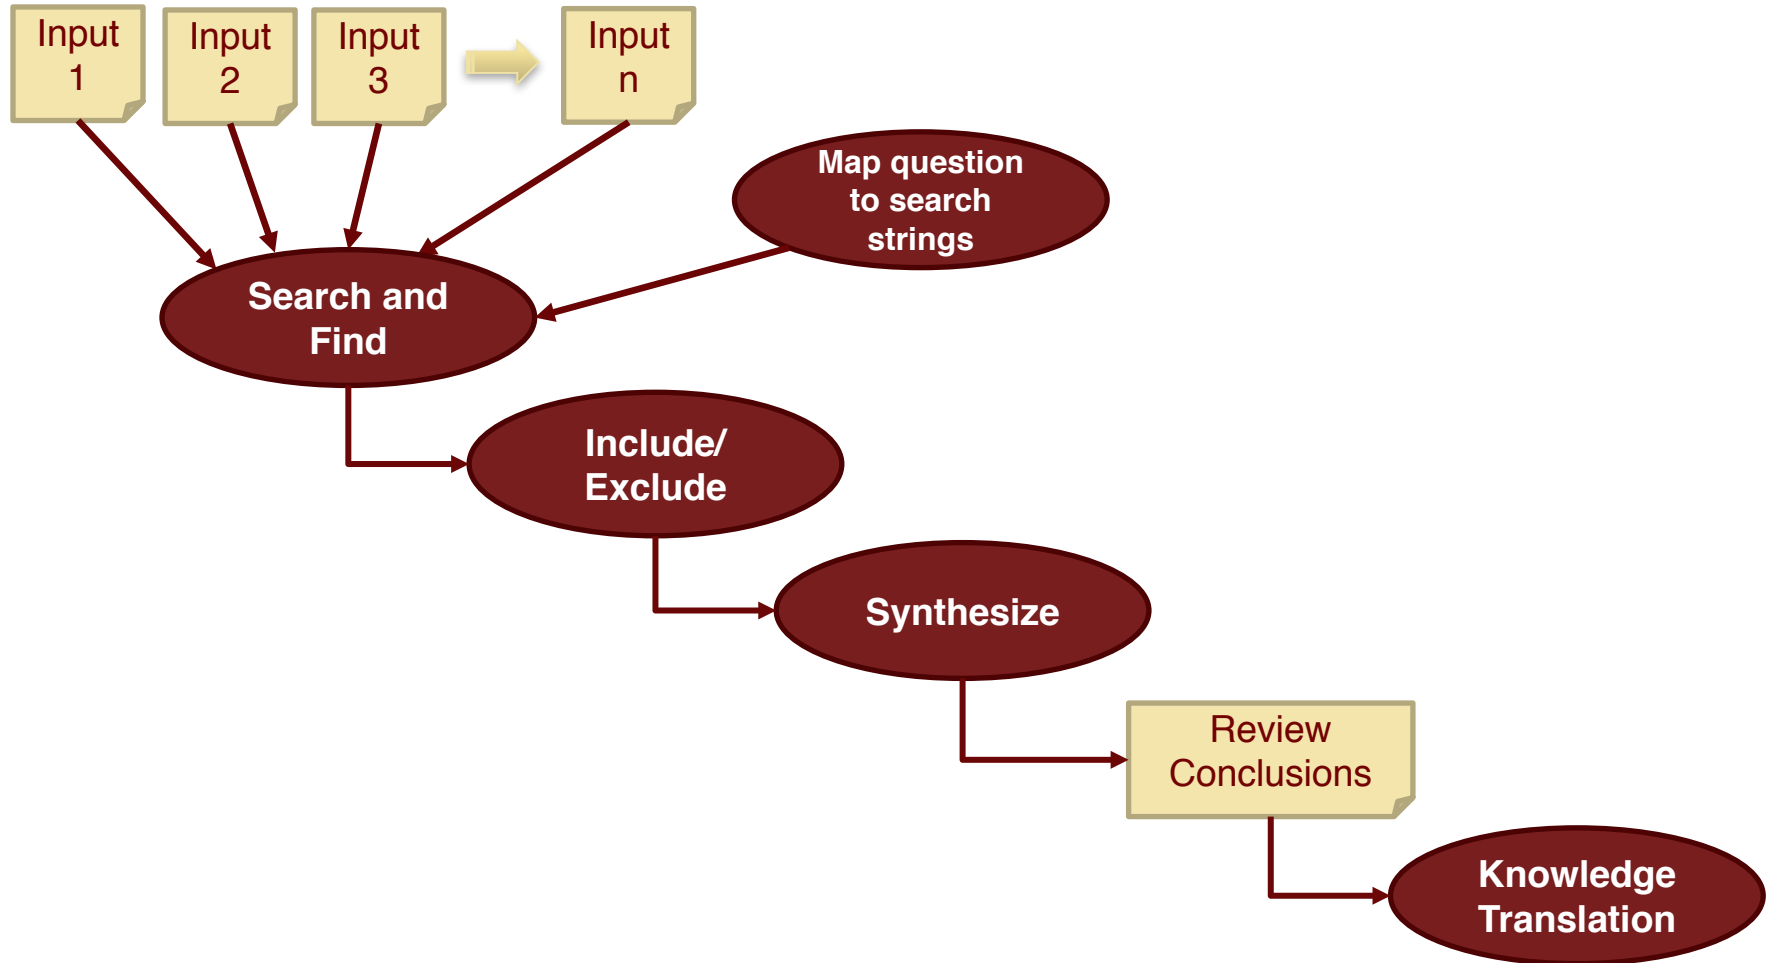 Input
1
Input
2
Input
3
Input
n
Map question
to search
strings
Search and
Find
Include/
Exclude
Synthesize
Review
Conclusions
Knowledge
Translation